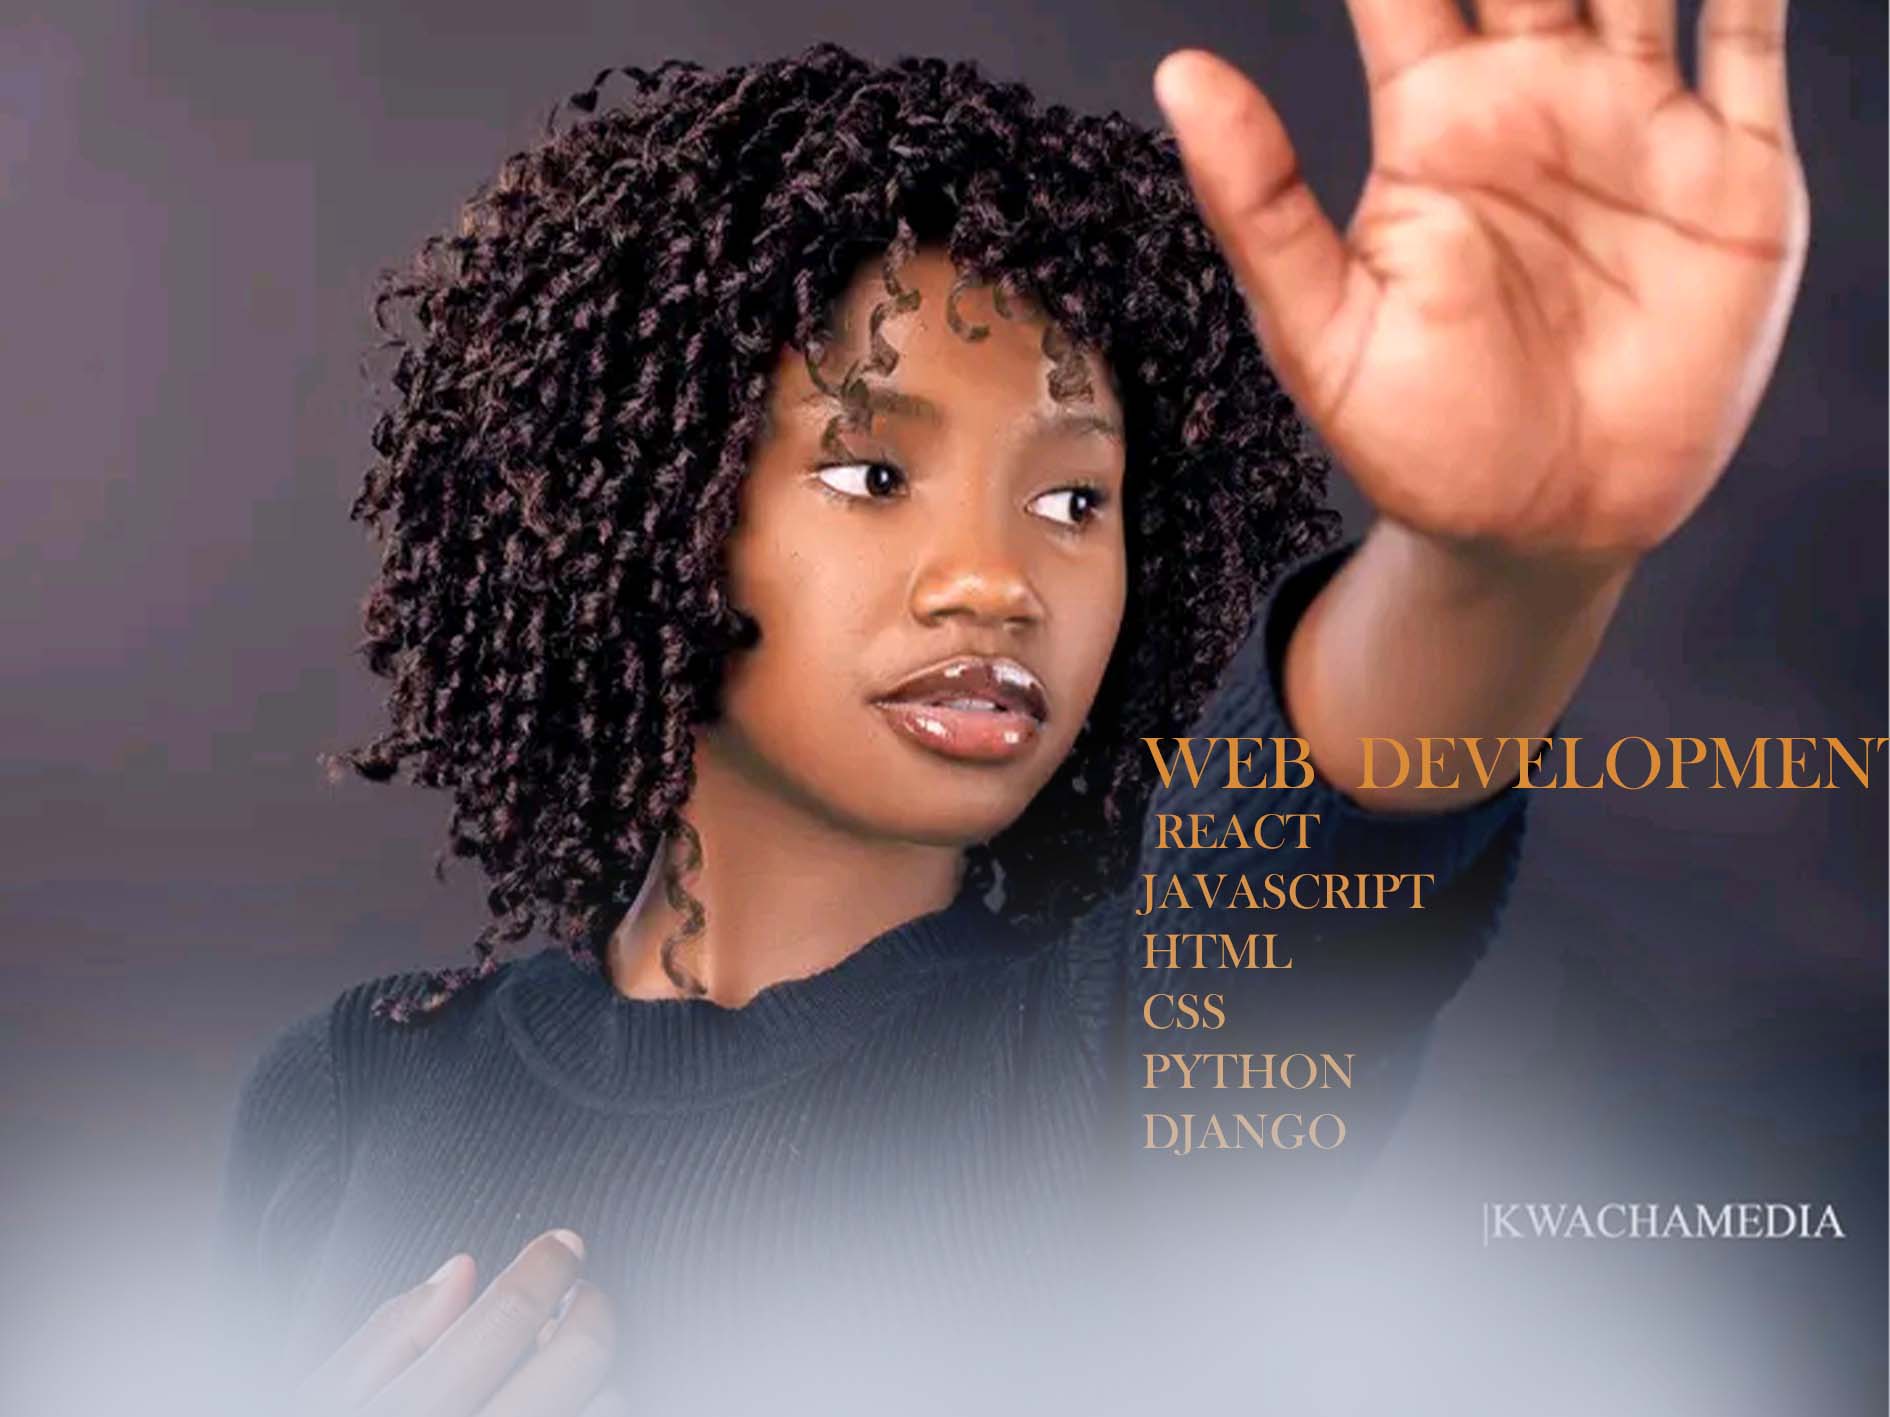 WEB DEVELOPMENT
REACT
JAVASCRIPT
HTML
CSS
PYTHON
DJANGO
|KWACHAMEDIA